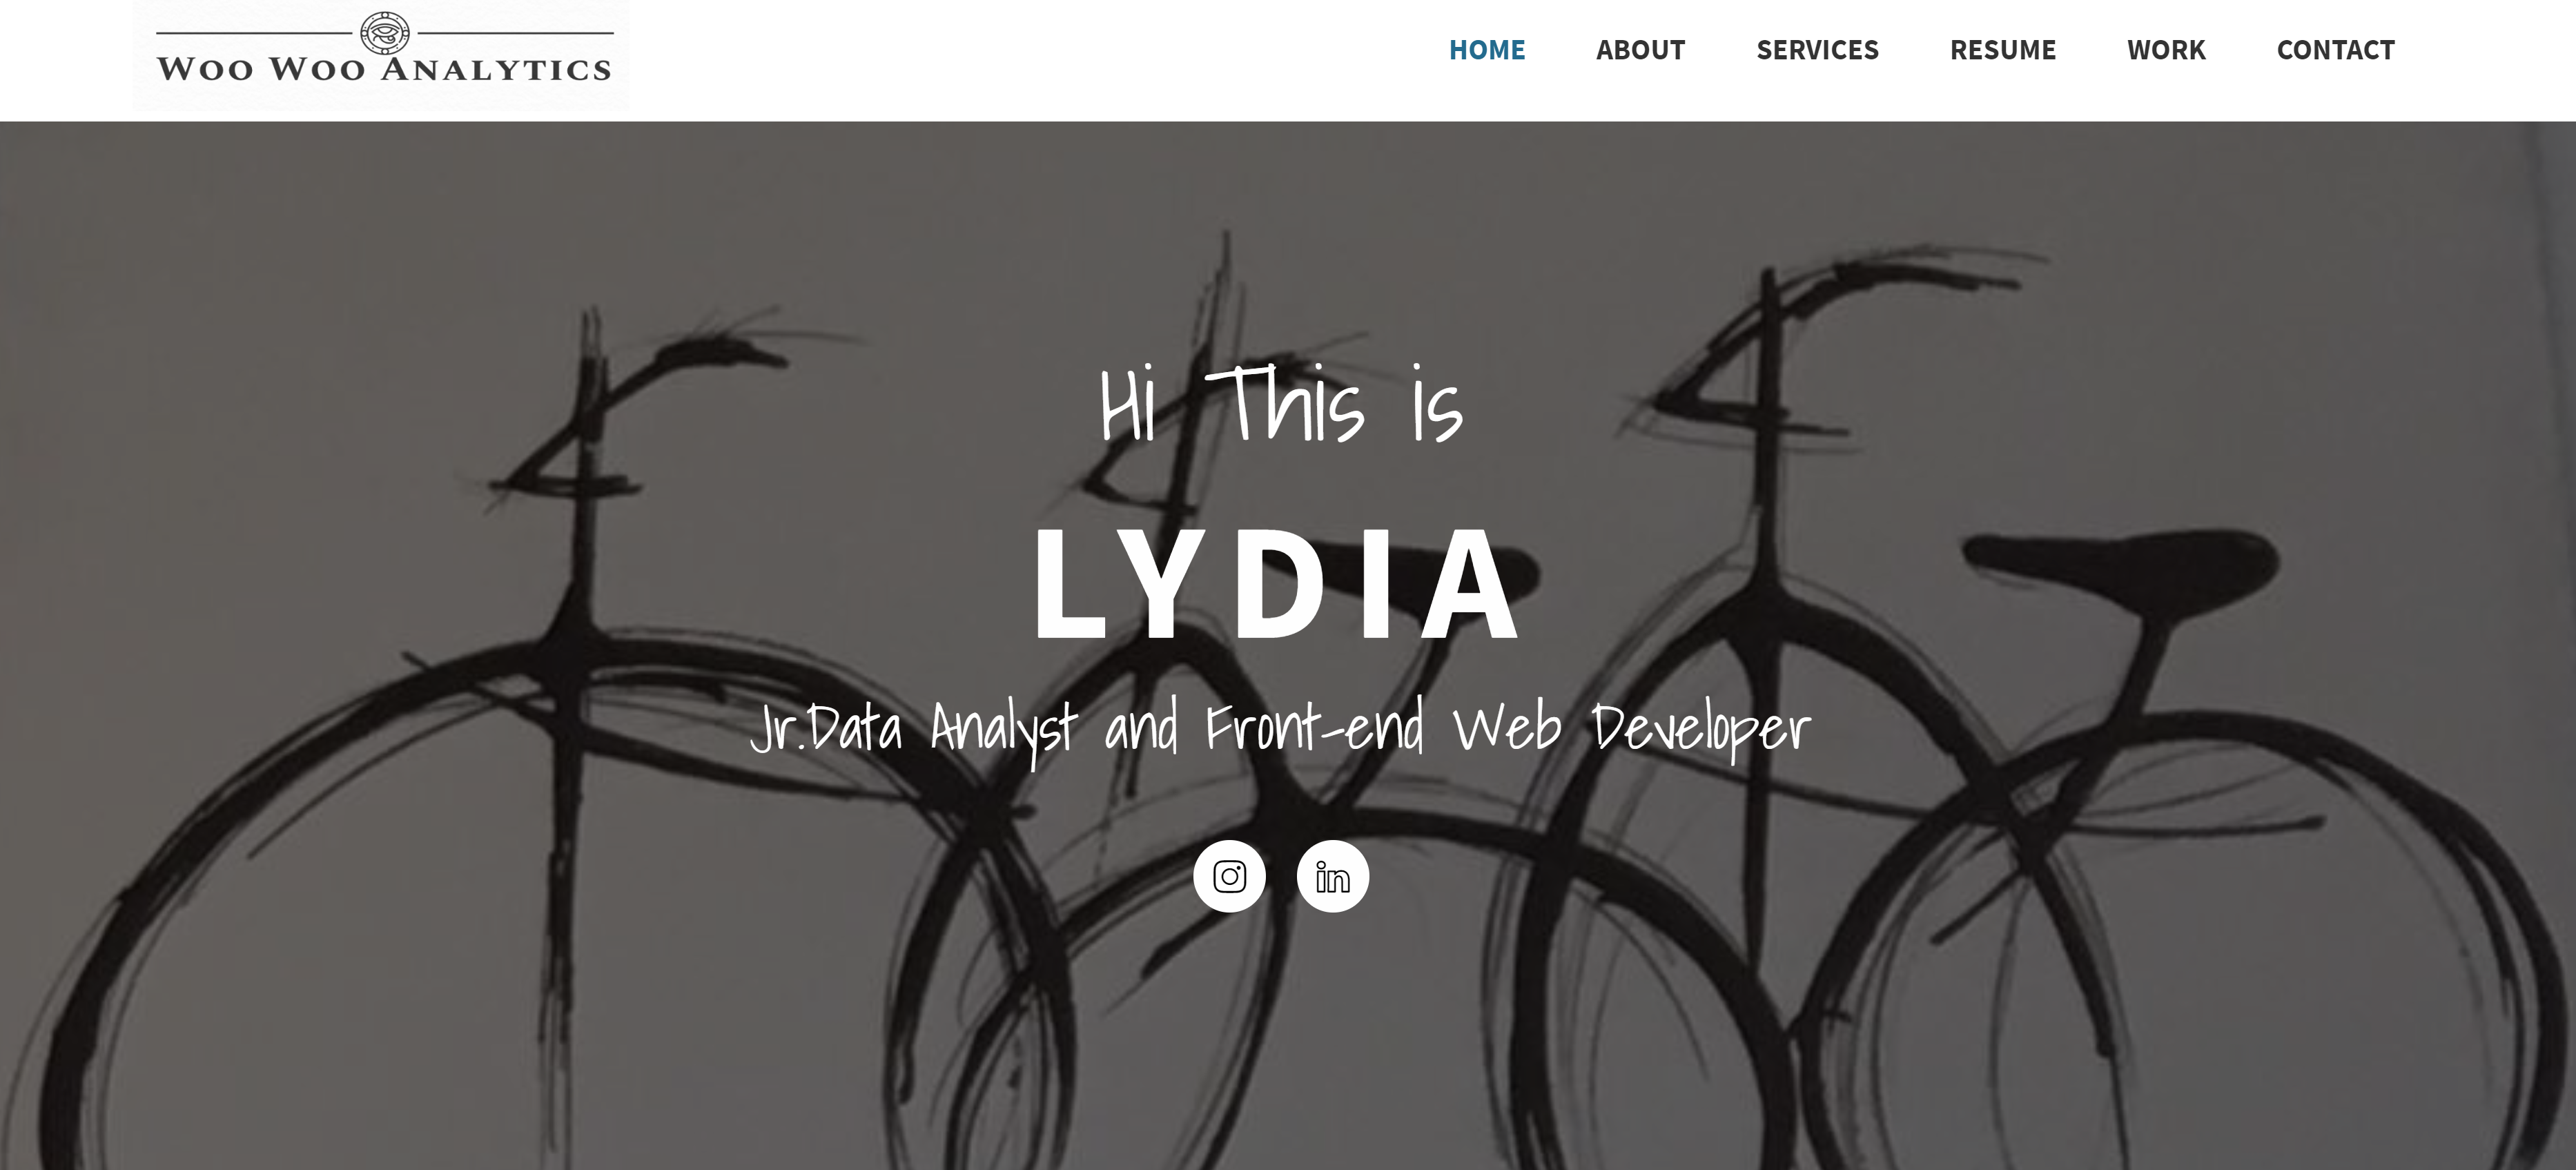 WOO WOO ANALYTICS
HOME ABOUT SERVICES RESUME WORK CONTACT
Hi This is
LYDIA
Jr.Data Analyst and Front-end Web Developer
in